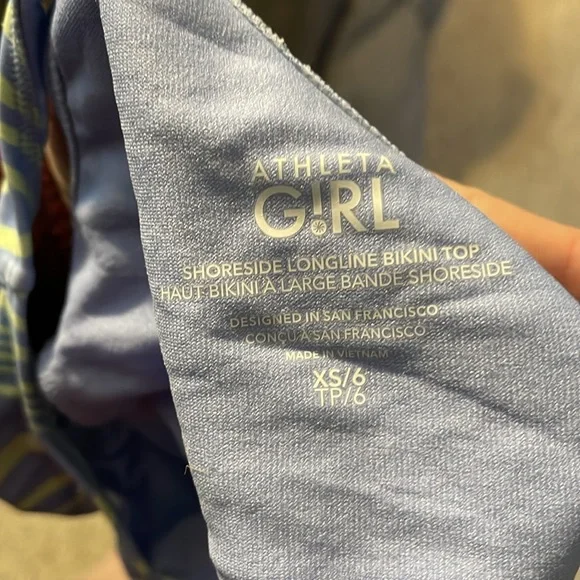 ATHLETA
G!RL
SHORESIDE LONGLINE BIKINI TOP
HAUT BIKINI À LARGE BANDE SHORESIDE
DESIGNED IN SAN FRANCISCO
CONÇU À SAN FRANCISCO
MADE IN VIETNAM
XS/6
TP/6